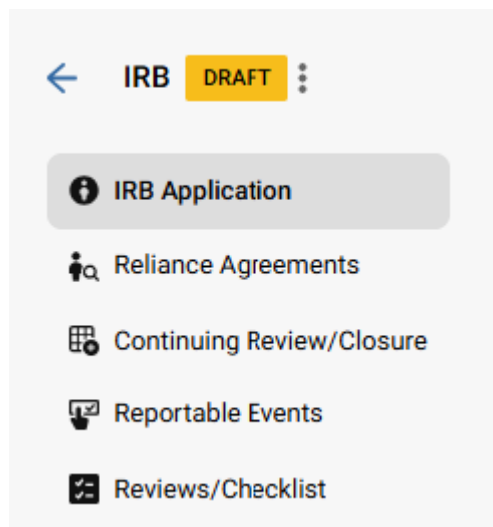 IRB DRAFT
IRB Application
Reliance Agreements
Continuing Review/Closure
Reportable Events
Reviews/Checklist